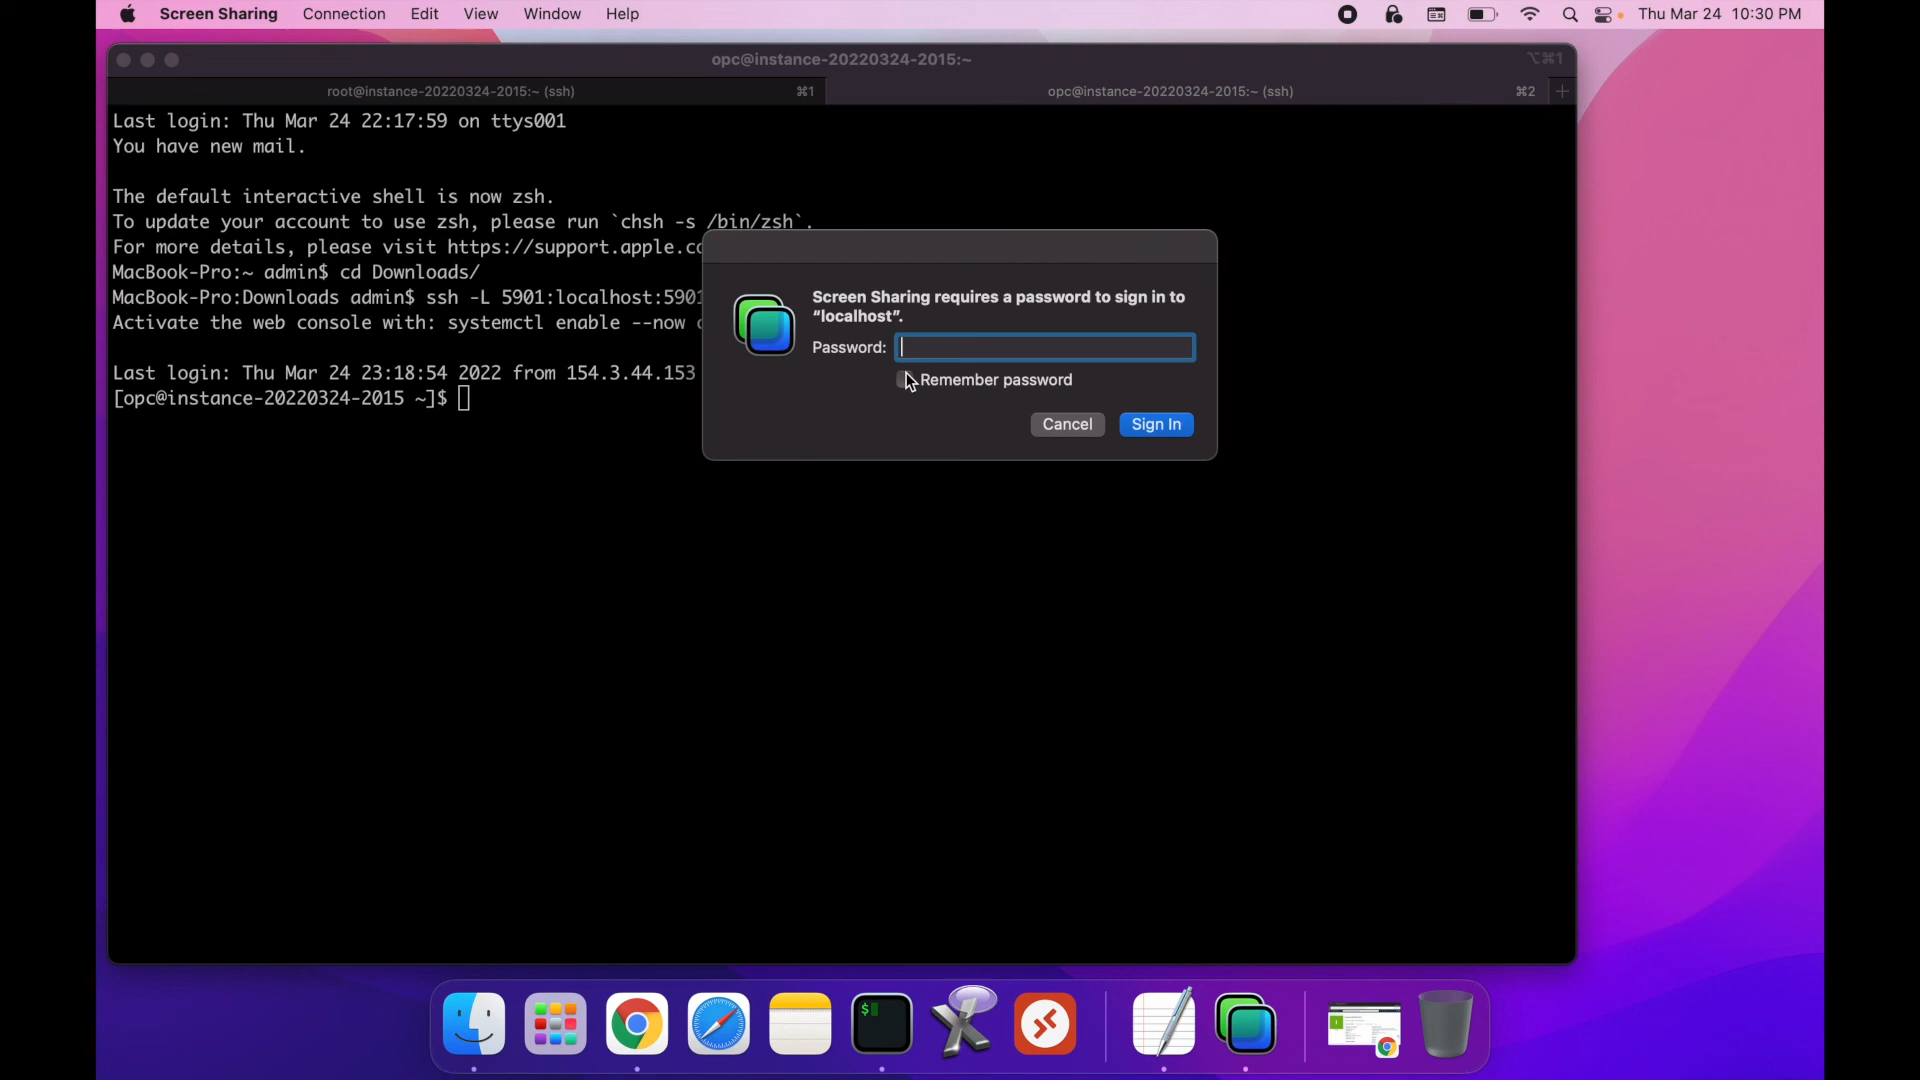 Screen Sharing Connection Edit View Window Help Thu Mar 24 10:30 PM
opc@instance-20220324-2015:~ ⌥⌘1
root@instance-20220324-2015:~ (ssh) ⌘1 opc@instance-20220324-2015:~ (ssh) ⌘2
Last login: Thu Mar 24 22:17:59 on ttys001
You have new mail.
The default interactive shell is now zsh.
To update your account to use zsh, please run `chsh -s /bin/zsh`.
For more details, please visit https://support.apple.co
MacBook-Pro:~ admin$ cd Downloads/
MacBook-Pro:Downloads admin$ ssh -L 5901:localhost:5901
Activate the web console with: systemctl enable --now c
Last login: Thu Mar 24 23:18:54 2022 from 154.3.44.153
[opc@instance-20220324-2015 ~]$
Screen Sharing requires a password to sign in to
“localhost”.
Password:
Remember password
Cancel Sign In